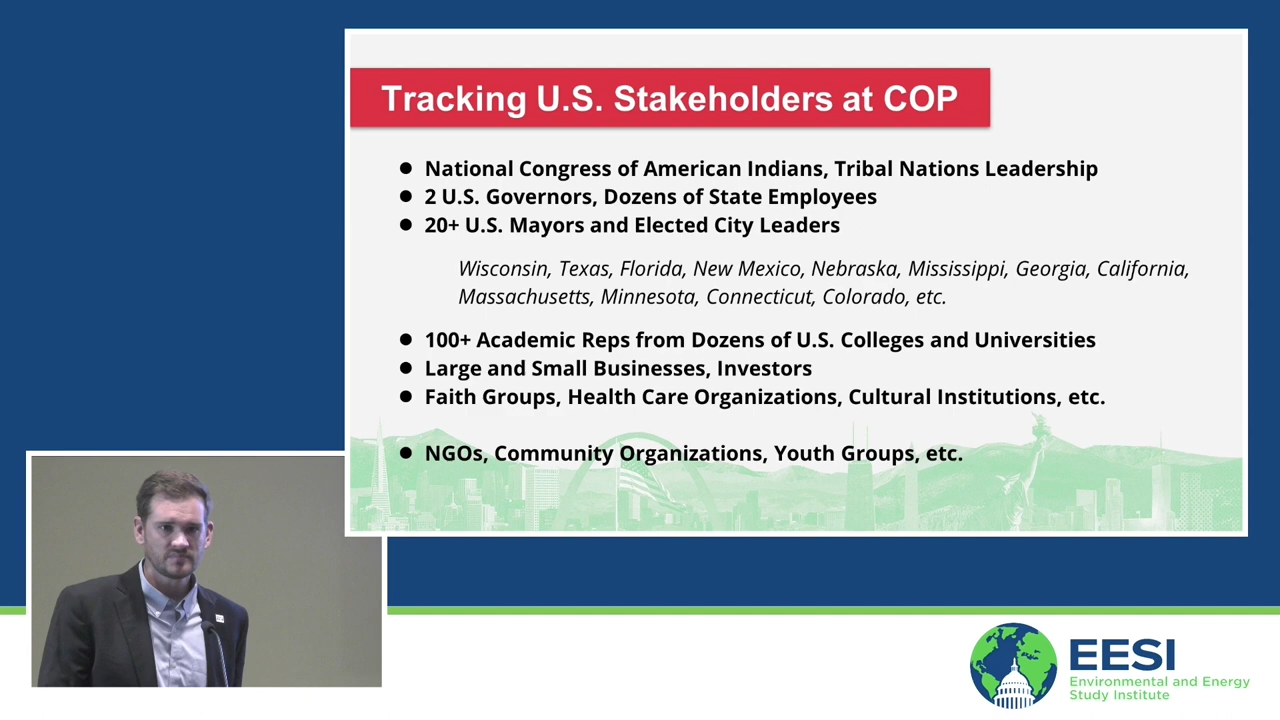 Tracking U.S. Stakeholders at COP
● National Congress of American Indians, Tribal Nations Leadership
● 2 U.S. Governors, Dozens of State Employees
● 20+ U.S. Mayors and Elected City Leaders
Wisconsin, Texas, Florida, New Mexico, Nebraska, Mississippi, Georgia, California,
Massachusetts, Minnesota, Connecticut, Colorado, etc.
● 100+ Academic Reps from Dozens of U.S. Colleges and Universities
● Large and Small Businesses, Investors
● Faith Groups, Health Care Organizations, Cultural Institutions, etc.
● NGOs, Community Organizations, Youth Groups, etc.
EESI
Environmental and Energy
Study Institute